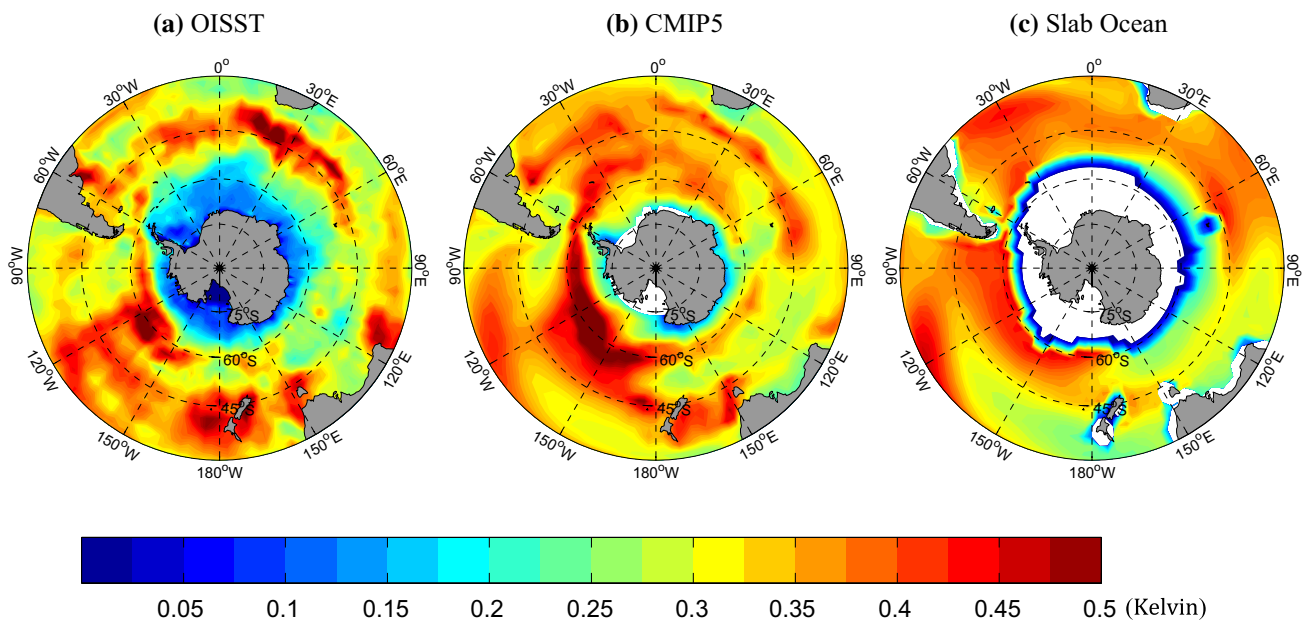 (a) OISST
(b) CMIP5
(c) Slab Ocean
0°
30°E
60°E
90°E
120°E
150°E
180°W
150°W
120°W
90°W
60°W
30°W
75°S
60°S
45°S
0°
30°E
60°E
90°E
120°E
150°E
180°W
150°W
120°W
90°W
60°W
30°W
75°S
60°S
45°S
0°
30°E
60°E
90°E
120°E
150°E
180°W
150°W
120°W
90°W
60°W
30°W
75°S
60°S
45°S
0.05 0.1 0.15 0.2 0.25 0.3 0.35 0.4 0.45 0.5 (Kelvin)